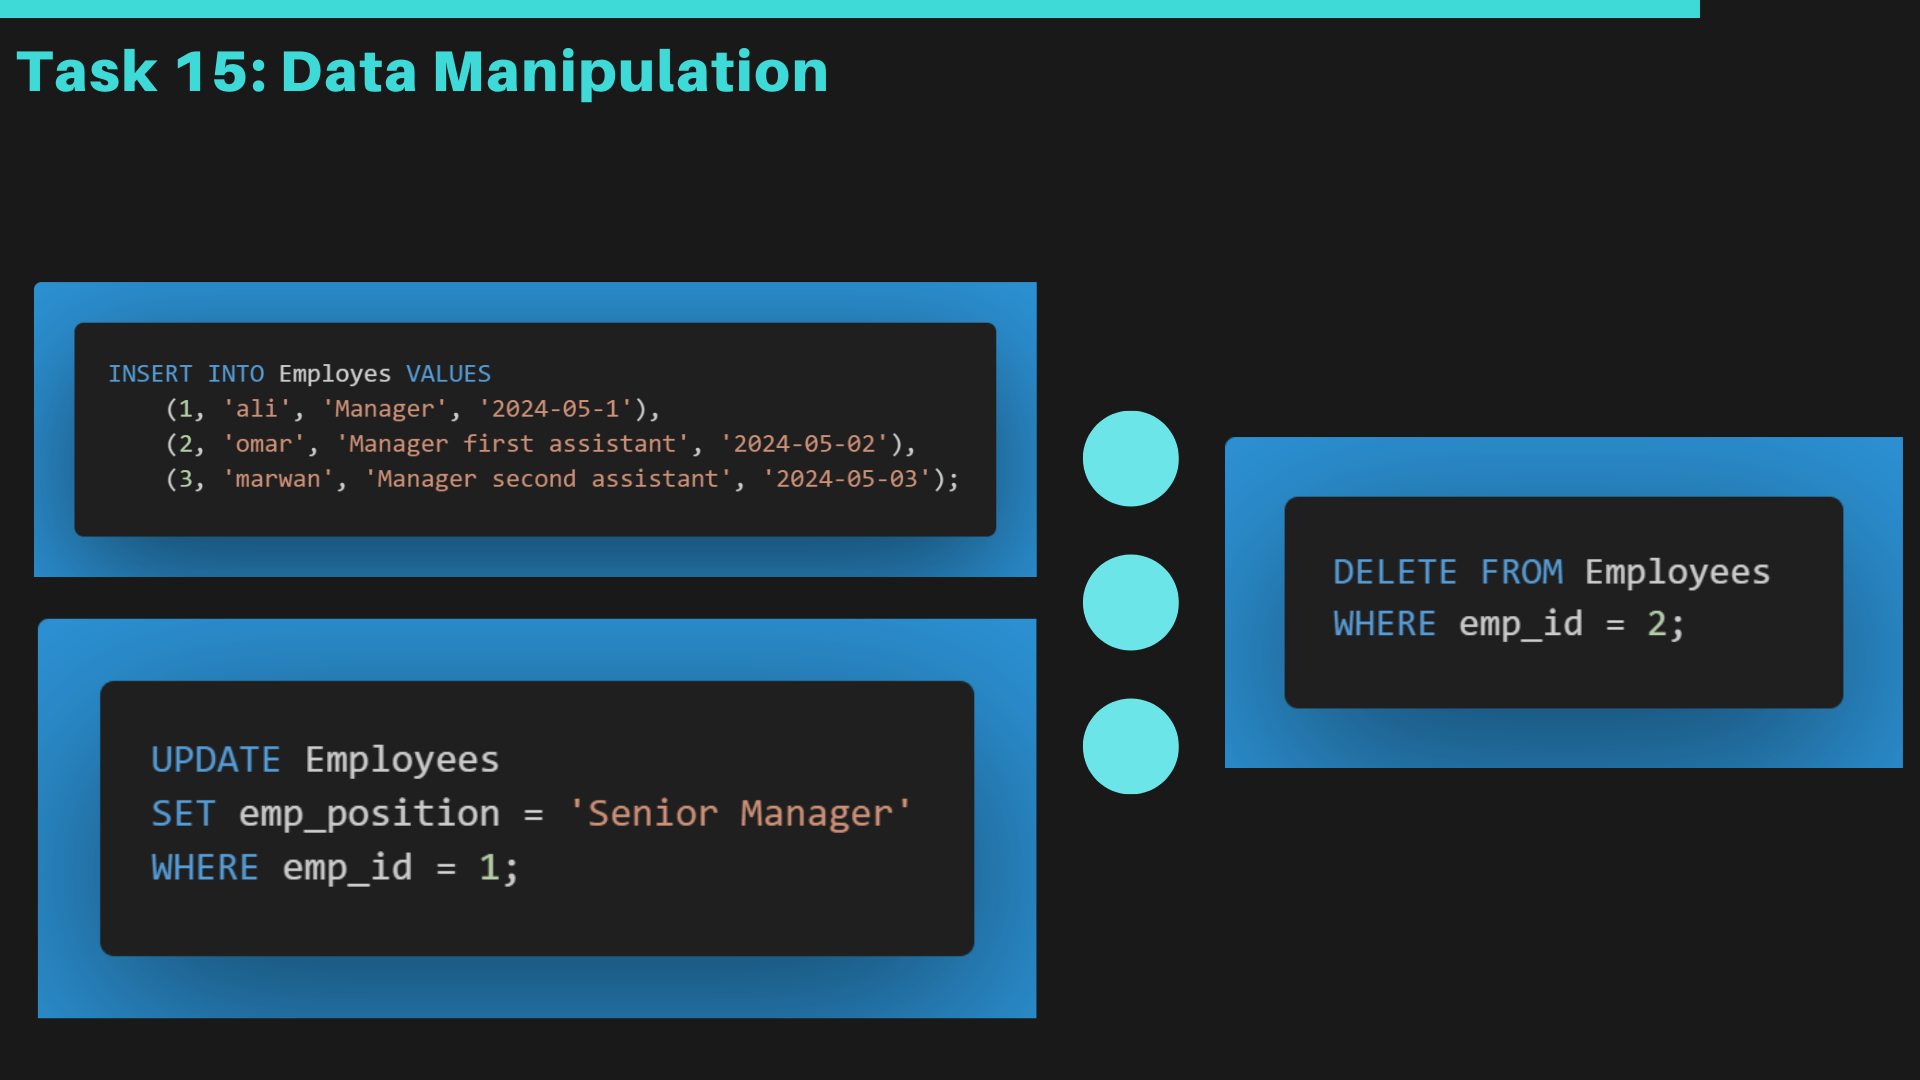 Task 15: Data Manipulation
INSERT INTO Employes VALUES
    (1, 'ali', 'Manager', '2024-05-1'),
    (2, 'omar', 'Manager first assistant', '2024-05-02'),
    (3, 'marwan', 'Manager second assistant', '2024-05-03');
UPDATE Employees
SET emp_position = 'Senior Manager'
WHERE emp_id = 1;
DELETE FROM Employees
WHERE emp_id = 2;